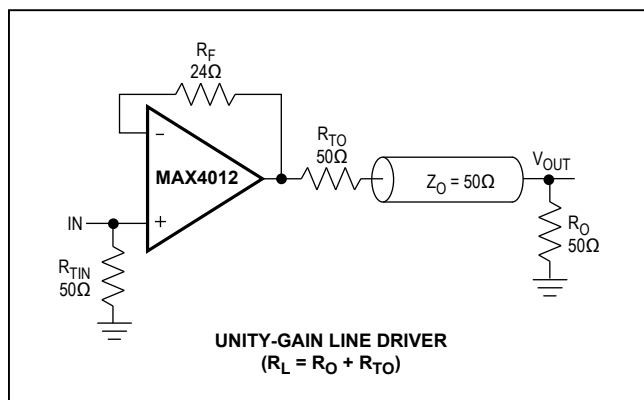 R_F
24Ω
R_TO
50Ω
−
MAX4012
Z_O = 50Ω
V_OUT
IN
+
R_TIN
50Ω
R_O
50Ω
UNITY-GAIN LINE DRIVER
(R_L = R_O + R_TO)